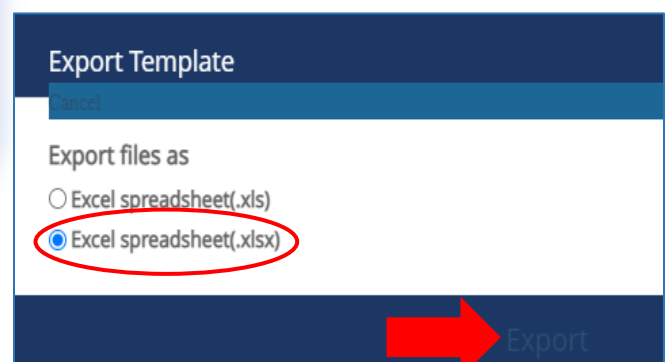 Export Template
Cancel
Export files as
Excel spreadsheet(.xls)
Excel spreadsheet(.xlsx)
Export